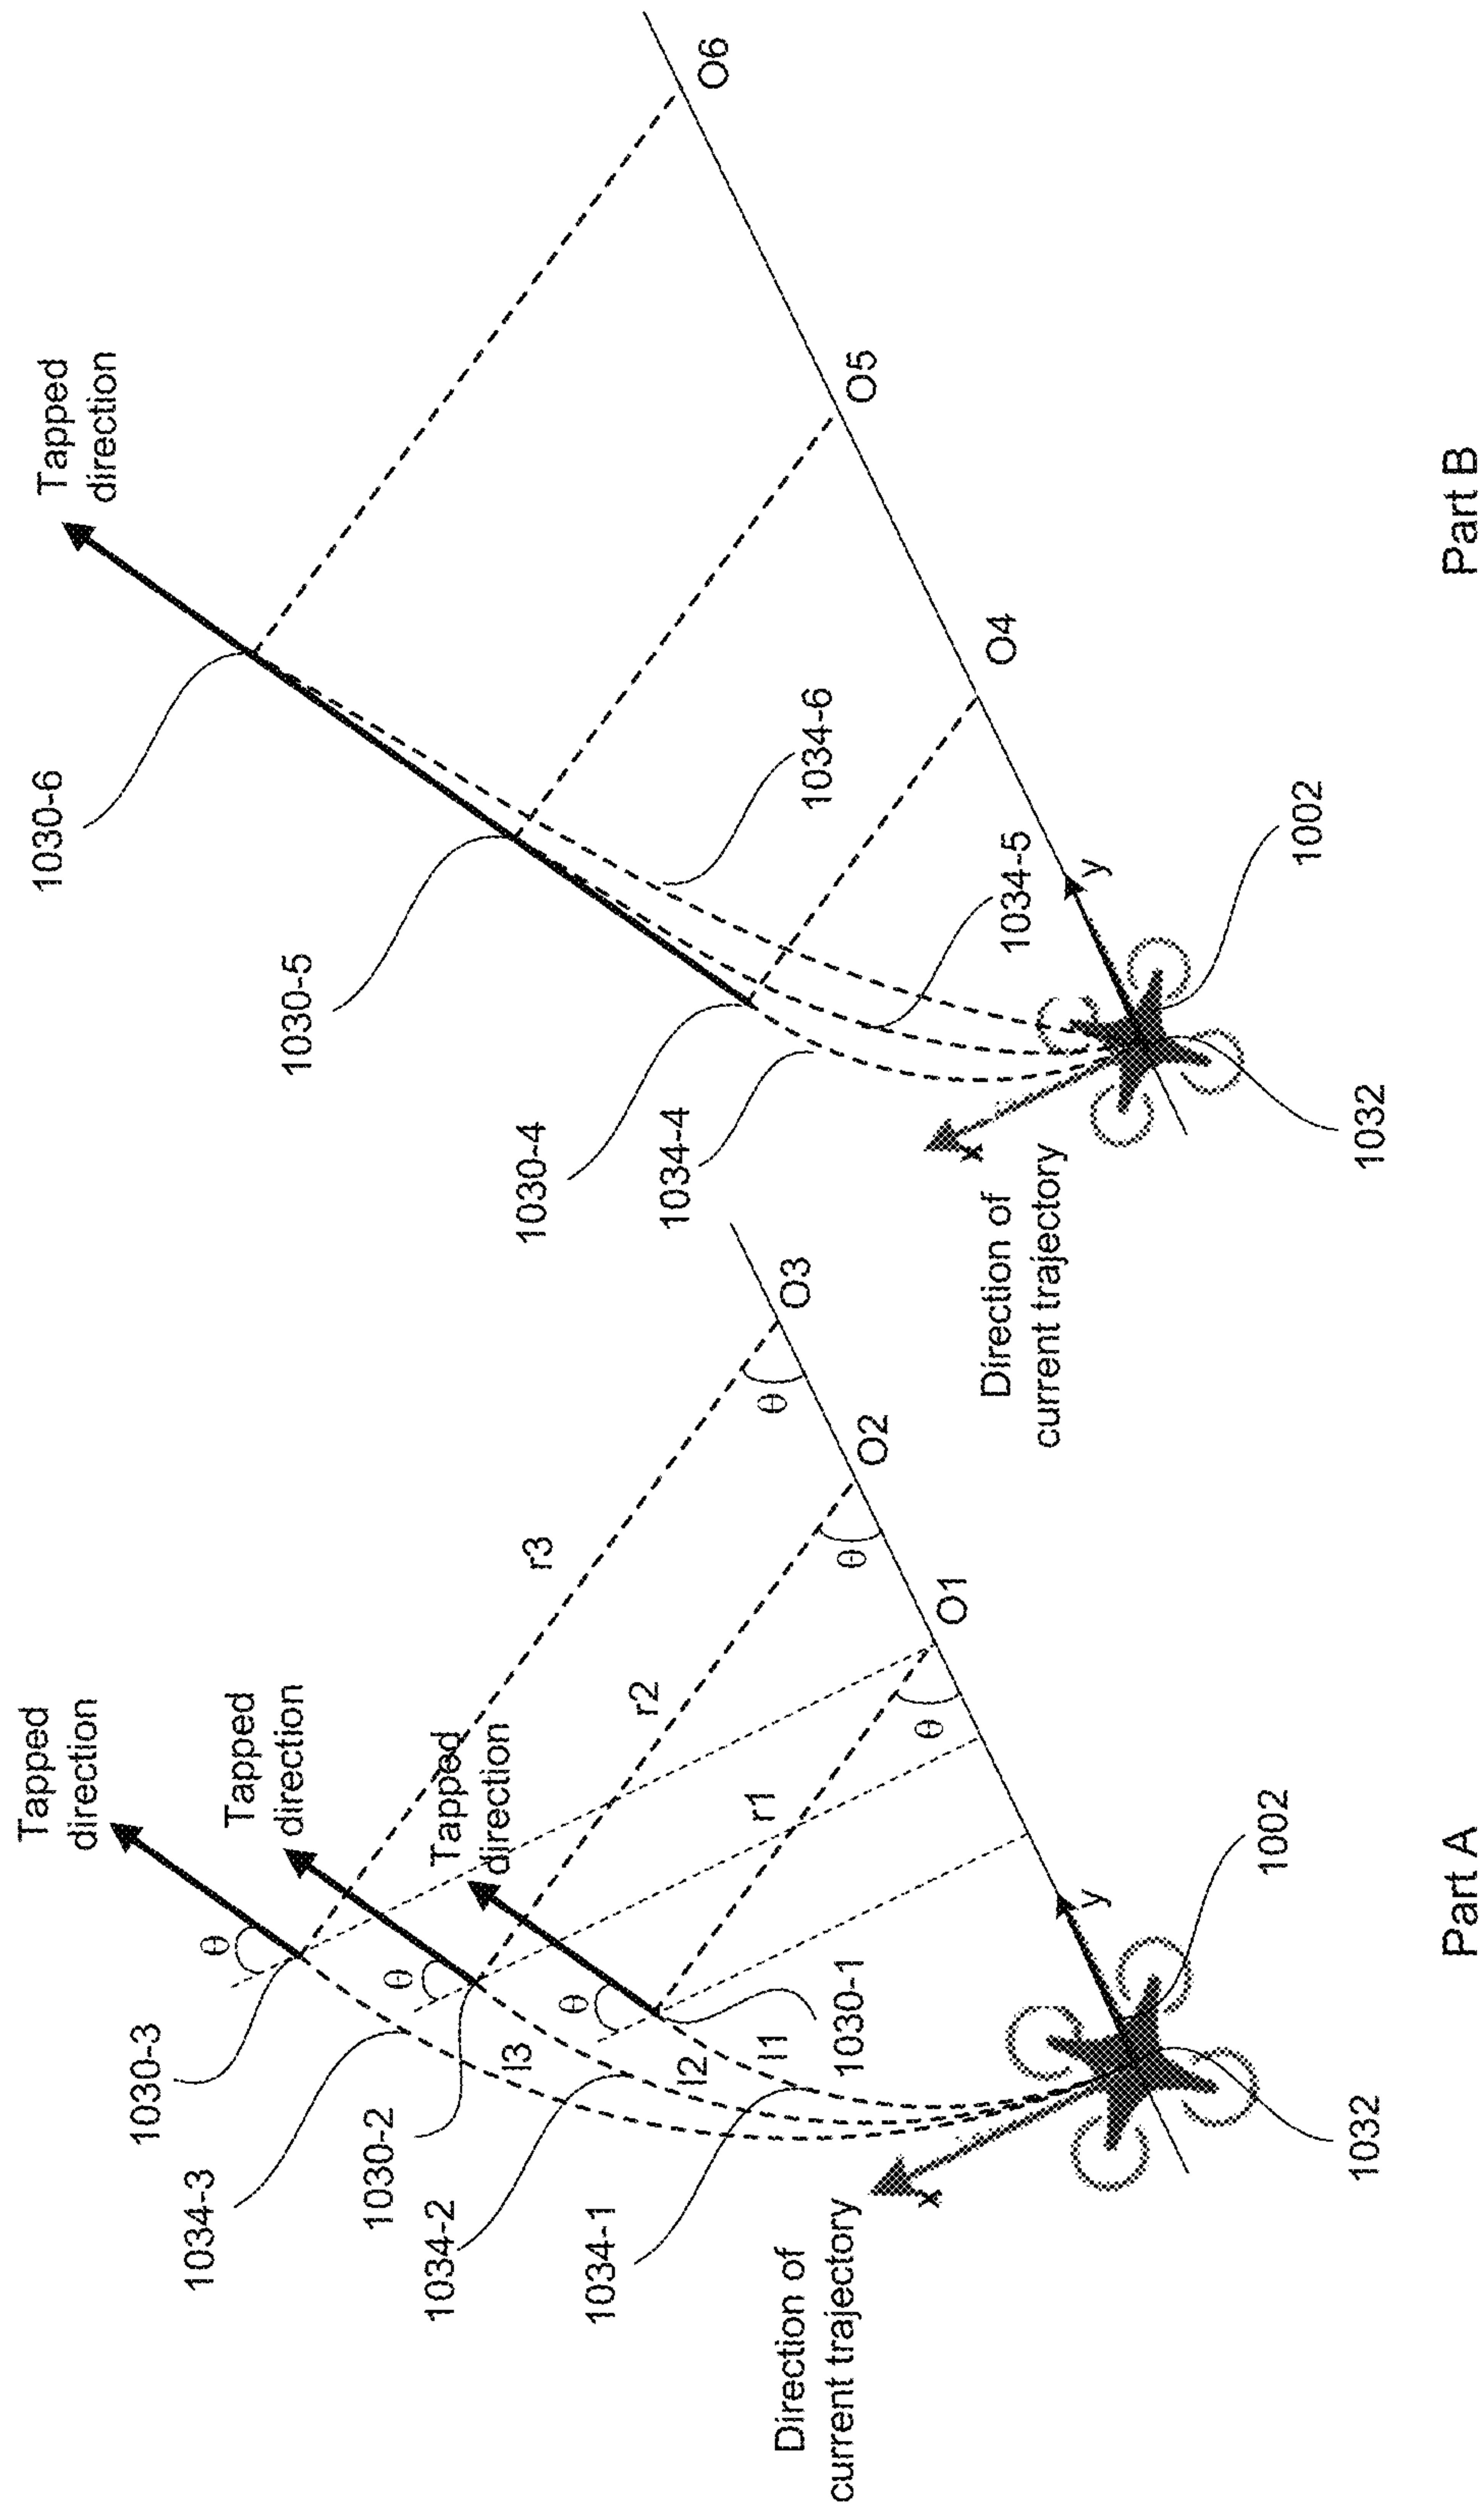 Tapped
direction
Tapped
direction
Tapped
direction
1030-3
1034-3
1030-2
1034-2
1034-1
1030-1
l3
l2
l1
r3
r2
r1
θ
θ
θ
θ
θ
θ
O1
O2
O3
x
y
Direction of
current trajectory
1002
1032
Part A
Tapped
direction
1030-6
1030-5
1030-4
1034-4
1034-6
1034-5
O4
O5
O6
x
y
Direction of
current trajectory
1002
1032
Part B